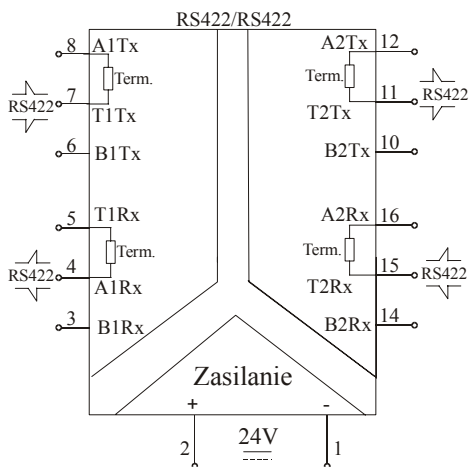 RS422/RS422
8 A1Tx A2Tx 12
Term. Term.
RS422 7 T1Tx T2Tx 11 RS422
6 B1Tx B2Tx 10
5 T1Rx A2Rx 16
Term. Term.
RS422 4 A1Rx T2Rx 15 RS422
3 B1Rx B2Rx 14
Zasilanie
+ -
2 24V 1